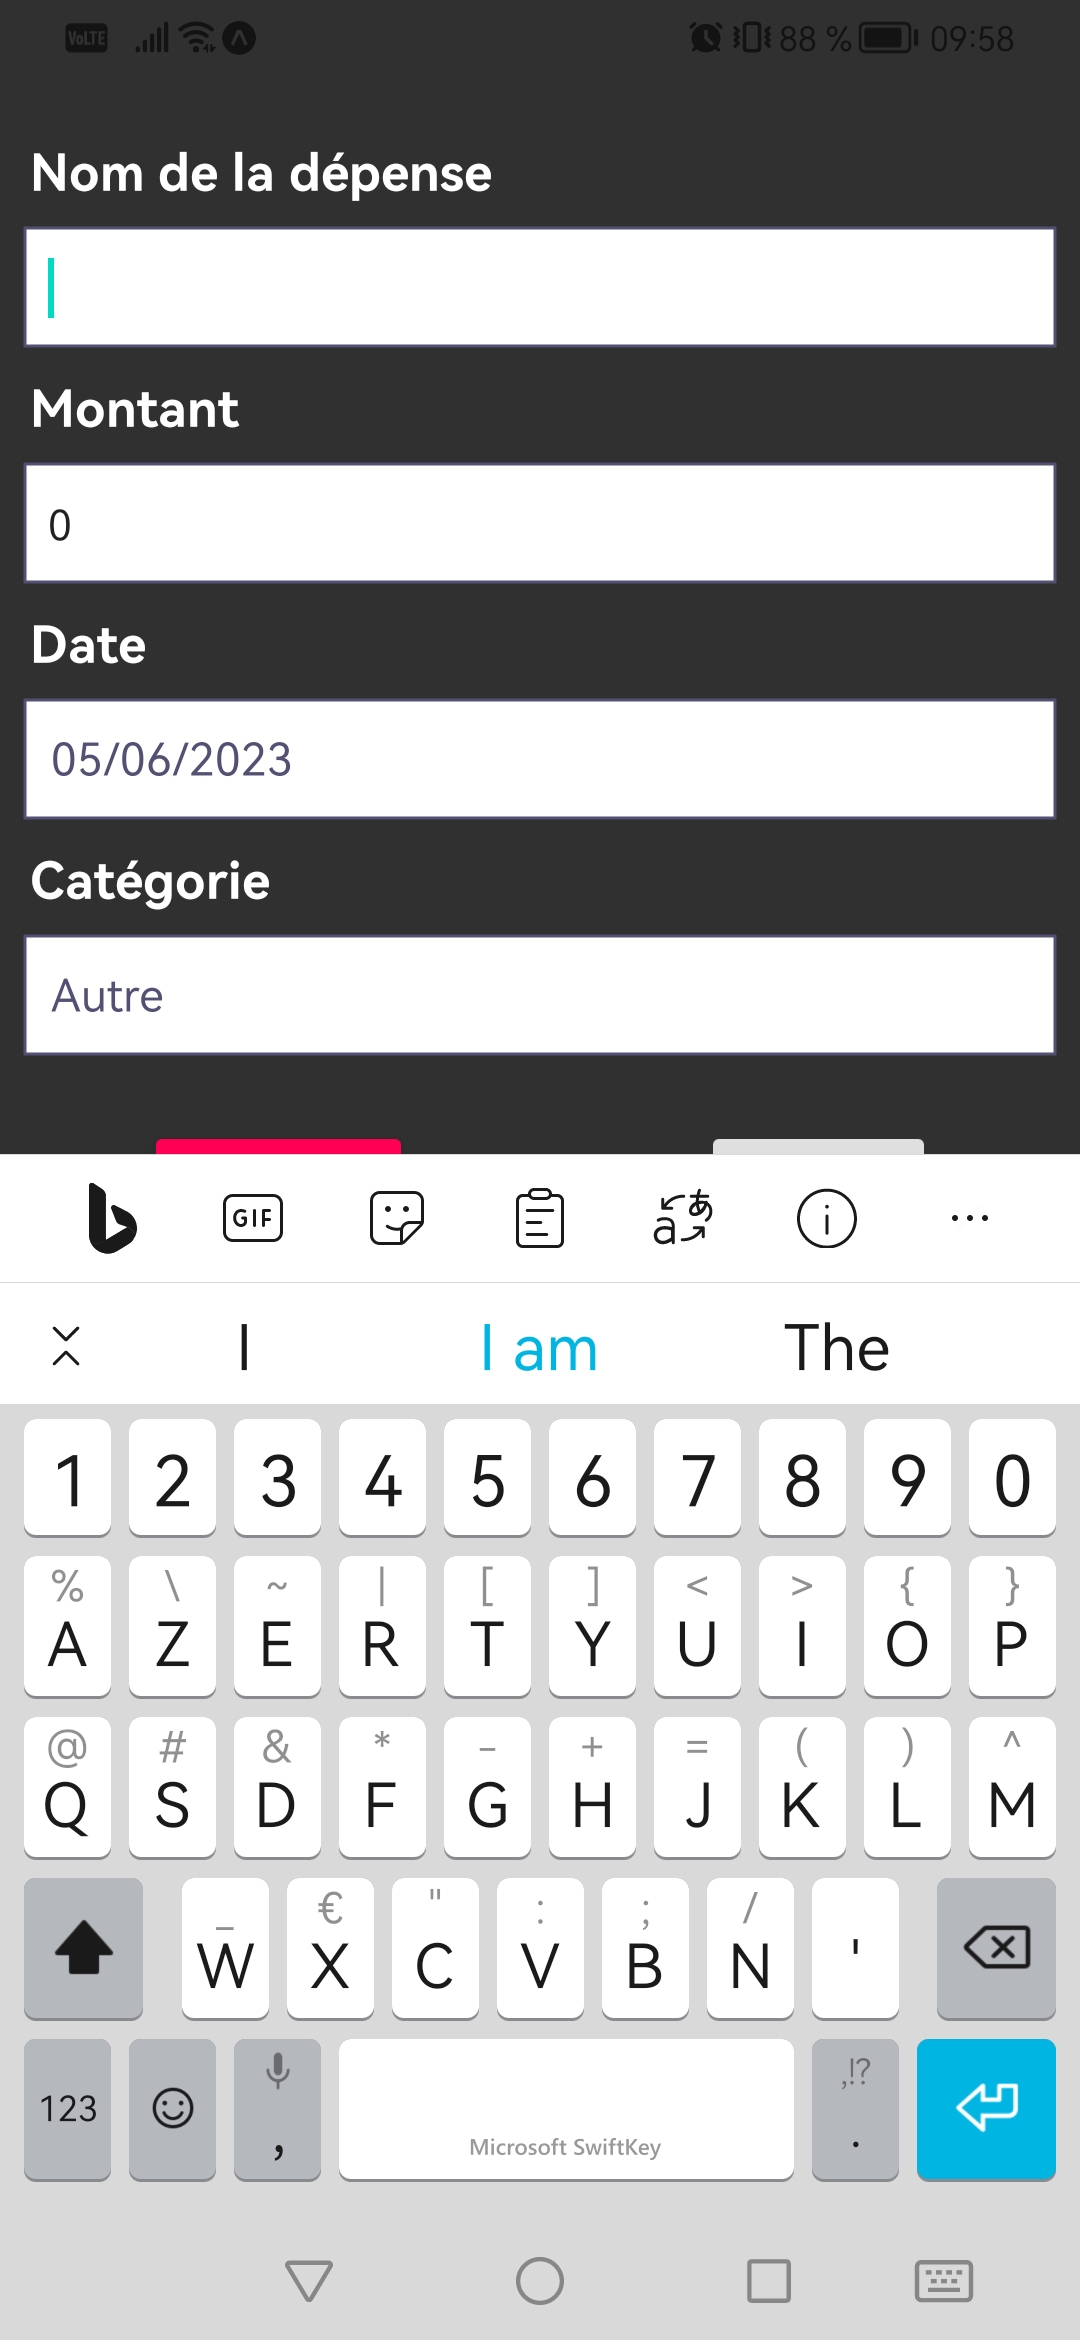 VoLTE 88 % 09:58
Nom de la dépense
Montant
0
Date
05/06/2023
Catégorie
Autre
GIF
I I am The
1 2 3 4 5 6 7 8 9 0
% \ ~ | [ ] < > { }
A Z E R T Y U I O P
@ # & * - + = ( ) ^
Q S D F G H J K L M
_ € " : ; /
W X C V B N '
,!?
123 , Microsoft SwiftKey .